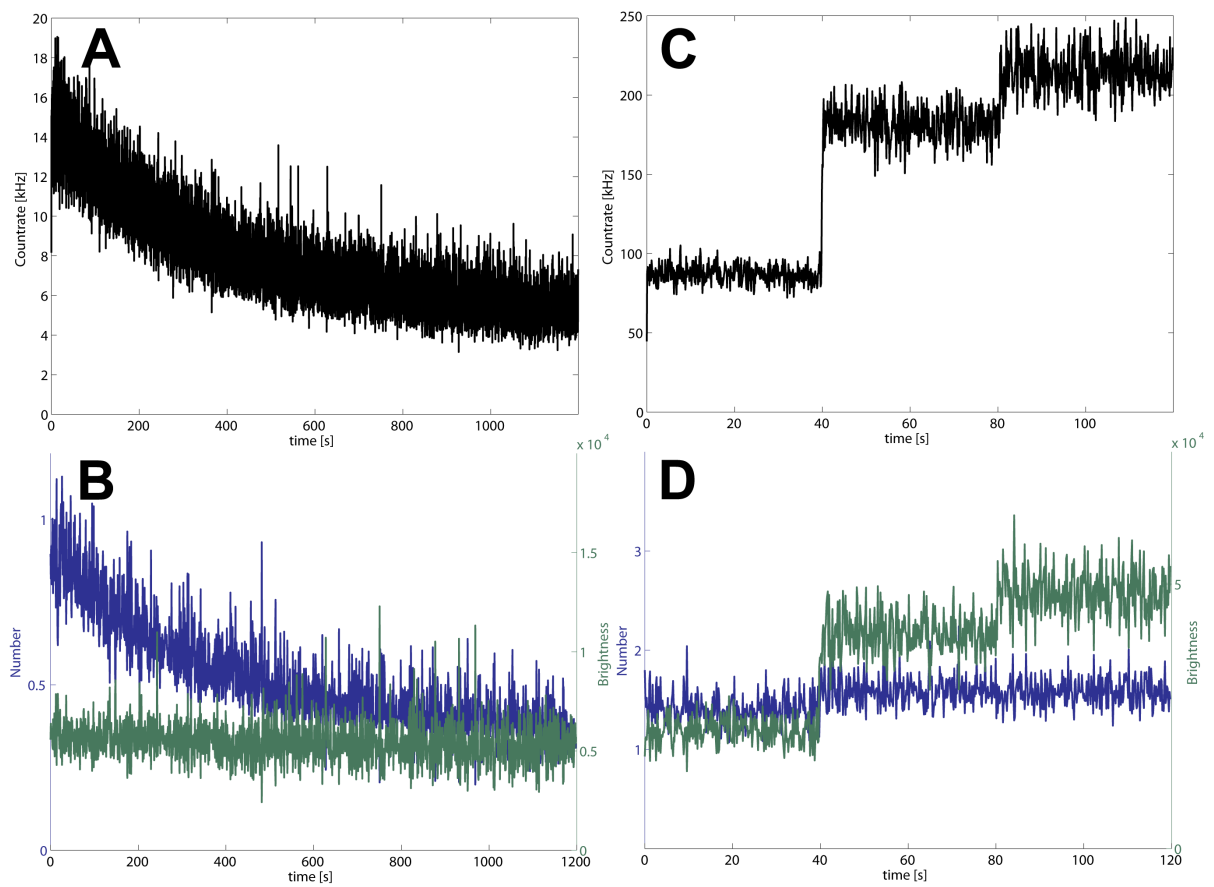 A
Countrate [kHz]
20
18
16
14
12
10
8
6
4
2
0
0 200 400 600 800 1000
time [s]
C
Countrate [kHz]
250
200
150
100
50
0
0 20 40 60 80 100
time [s]
B
Number
1
0.5
0
x 10 4
1.5
1
0.5
0
Brightness
0 200 400 600 800 1000 1200
time [s]
D
Number
3
2
1
x 10 4
5
0
Brightness
0 20 40 60 80 100 120
time [s]